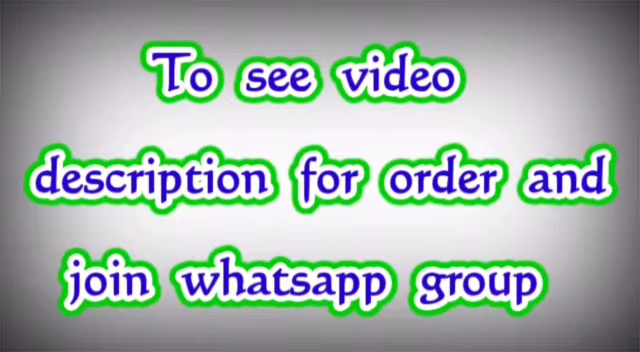 To see video
description for order and
join whatsapp group